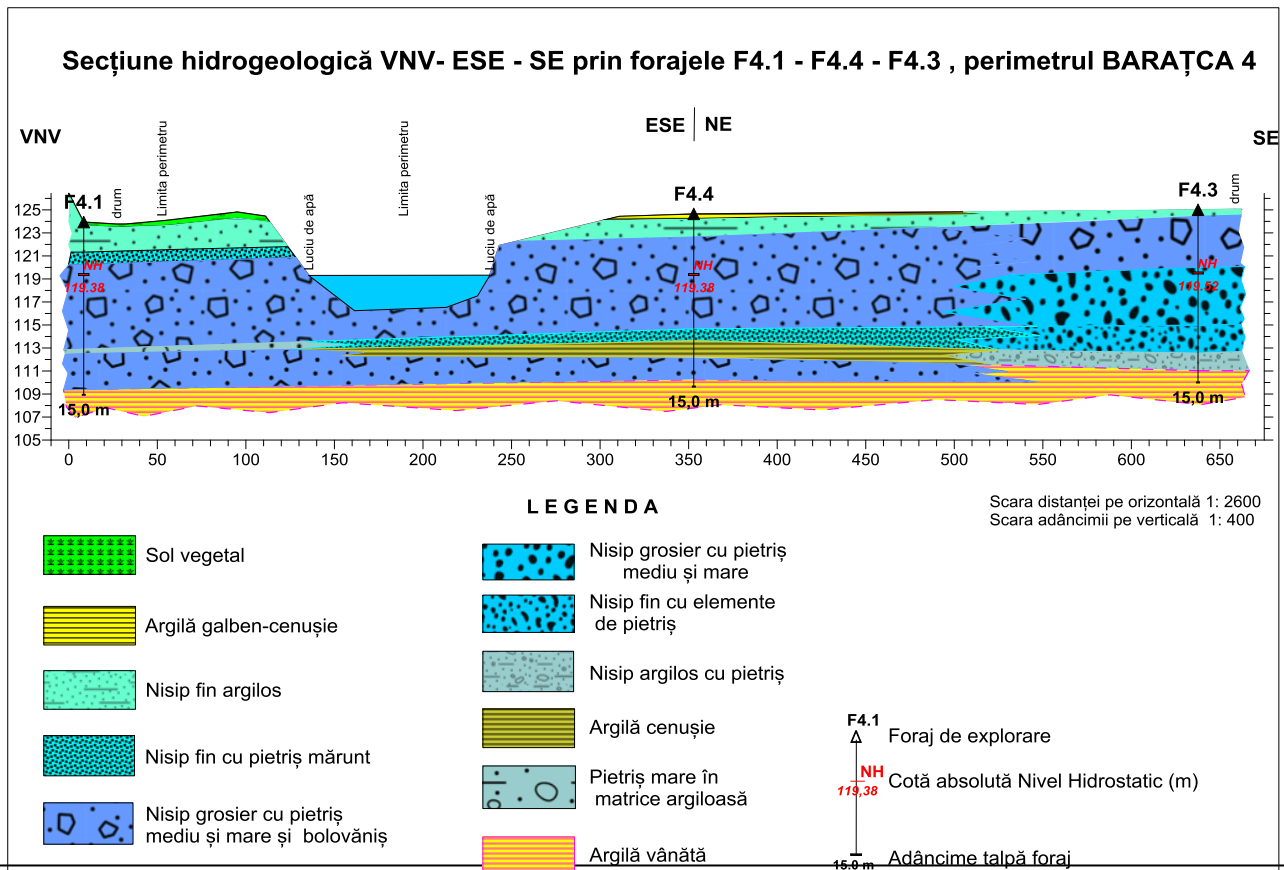 Secțiune hidrogeologică VNV- ESE - SE prin forajele F4.1 - F4.4 - F4.3 , perimetrul BARAȚCA 4
VNV
ESE NE
SE
F4.1
drum
Limita perimetru
Luciu de apă
Limita perimetru
Luciu de apă
F4.4
F4.3
drum
125
123
121
119
117
115
113
111
109
107
105
NH
119.38
NH
119.38
NH
119.52
15,0 m
15,0 m
15,0 m
0 50 100 150 200 250 300 350 400 450 500 550 600 650
LEGENDA
Scara distanței pe orizontală 1: 2600
Scara adâncimii pe verticală 1: 400
Sol vegetal
Argilă galben-cenușie
Nisip fin argilos
Nisip fin cu pietriș mărunt
Nisip grosier cu pietriș
mediu și mare și bolovăniș
Nisip grosier cu pietriș
mediu și mare
Nisip fin cu elemente
de pietriș
Nisip argilos cu pietriș
Argilă cenușie
Pietriș mare în
matrice argiloasă
Argilă vânătă
F4.1
Foraj de explorare
NH
119,38
Cotă absolută Nivel Hidrostatic (m)
15.0 m
Adâncime talpă foraj